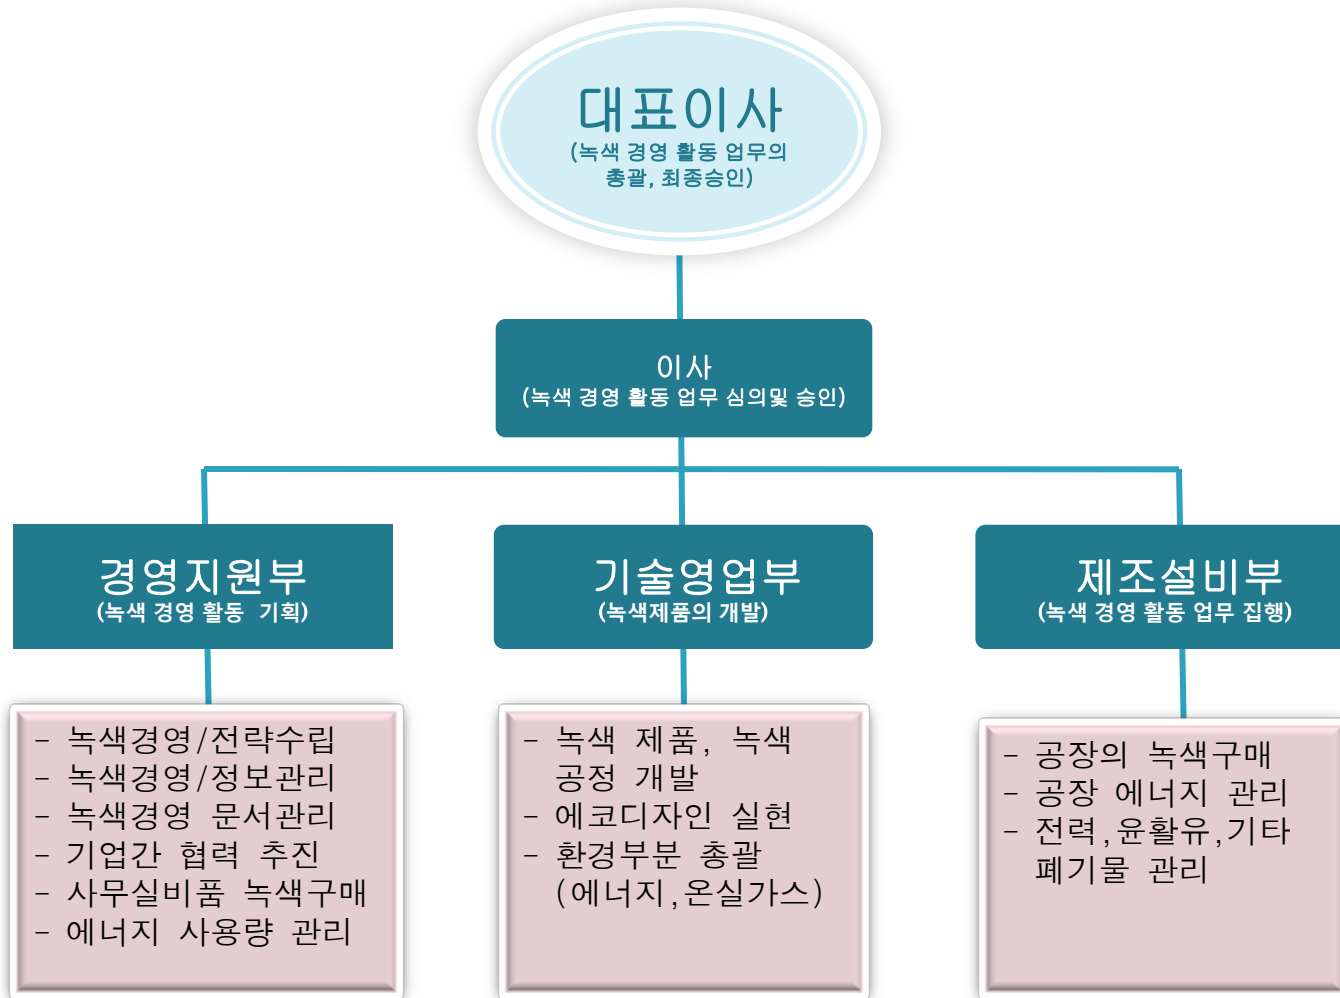 대표이사
(녹색 경영 활동 업무의
총괄, 최종승인)
이사
(녹색 경영 활동 업무 심의및 승인)
경영지원부
(녹색 경영 활동 기획)
기술영업부
(녹색제품의 개발)
제조설비부
(녹색 경영 활동 업무 집행)
- 녹색경영/전략수립
- 녹색경영/정보관리
- 녹색경영 문서관리
- 기업간 협력 추진
- 사무실비품 녹색구매
- 에너지 사용량 관리
- 녹색 제품, 녹색
공정 개발
- 에코디자인 실현
- 환경부분 총괄
(에너지,온실가스)
- 공장의 녹색구매
- 공장 에너지 관리
- 전력,윤활유,기타
폐기물 관리